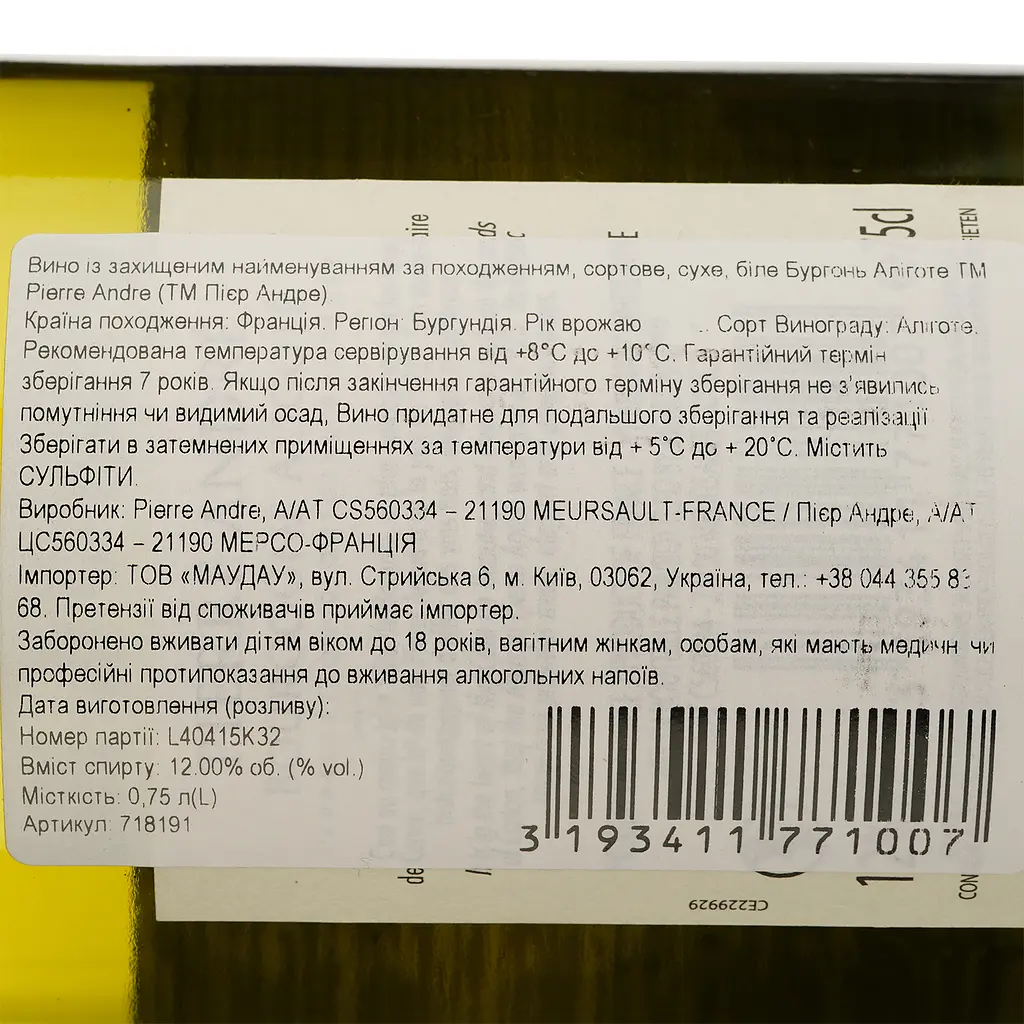 5cl
Вино із захищеним найменуванням за походженням, сортове, сухе, біле Бургонь Аліготе ТМ
Pierre Andre (ТМ Пієр Андре).
Країна походження: Франція. Регіон: Бургундія. Рік врожаю .. Сорт Винограду: Аліготе.
Рекомендована температура сервірування від +8°C до +10°C. Гарантійний термін
зберігання 7 років. Якщо після закінчення гарантійного терміну зберігання не з'явились
помутніння чи видимий осад, Вино придатне для подальшого зберігання та реалізації
Зберігати в затемнених приміщеннях за температури від + 5°C до + 20°C. Містить
СУЛЬФІТИ.
Виробник: Pierre Andre, A/AT CS560334 – 21190 MEURSAULT-FRANCE / Пієр Андре, А/АТ
ЦС560334 – 21190 МЕРСО-ФРАНЦІЯ
Імпортер: ТОВ «МАУДАУ», вул. Стрийська 6, м. Київ, 03062, Україна, тел.: +38 044 355
68. Претензії від споживачів приймає імпортер.
Заборонено вживати дітям віком до 18 років, вагітним жінкам, особам, які мають медичн чи
професійні протипоказання до вживання алкогольних напоїв.
Дата виготовлення (розливу):
Номер партії: L40415K32
Вміст спирту: 12.00% об. (% vol.)
Місткість: 0,75 л(L)
Артикул: 718191
3 193411 771007
CE229929